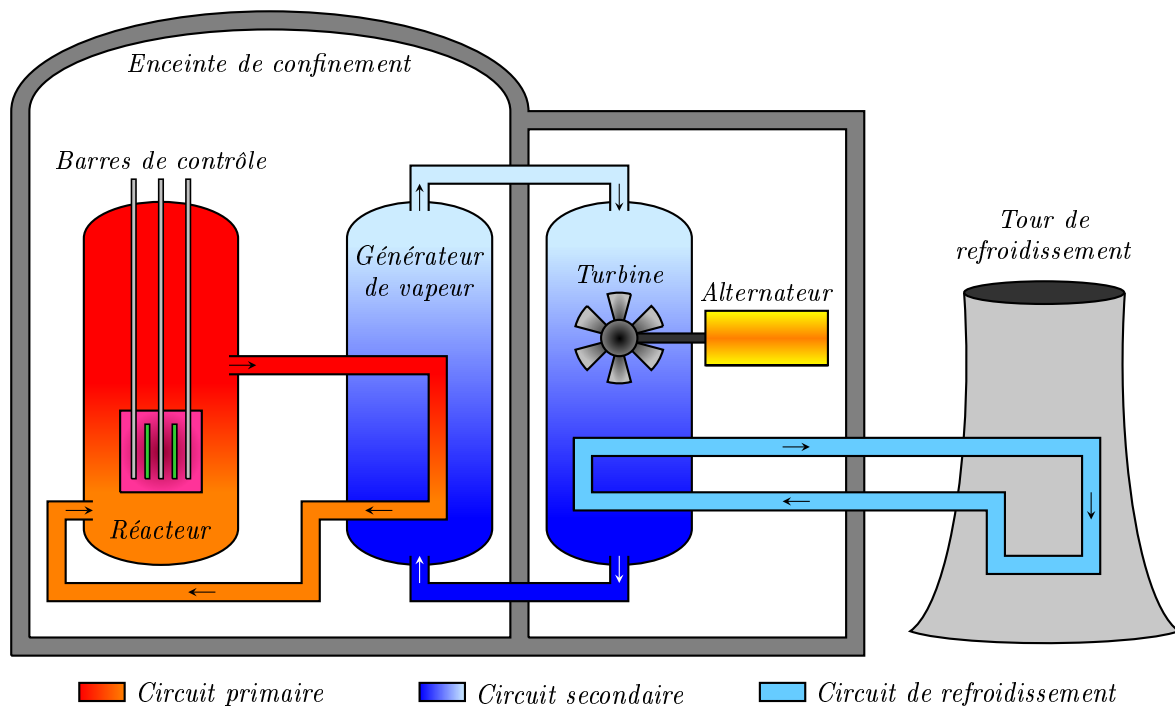 Enceinte de confinement
Barres de contrôle
Générateur
de vapeur
Turbine
Alternateur
Tour de
refroidissement
Réacteur
Circuit primaire
Circuit secondaire
Circuit de refroidissement